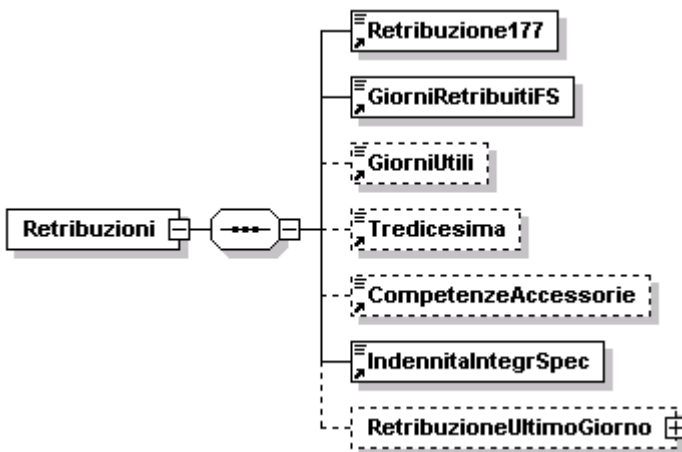 Retribuzione177
GiorniRetribuitiFS
GiorniUtili
Tredicesima
Retribuzioni
CompetenzeAccessorie
IndennitaIntegrSpec
RetribuzioneUltimoGiorno